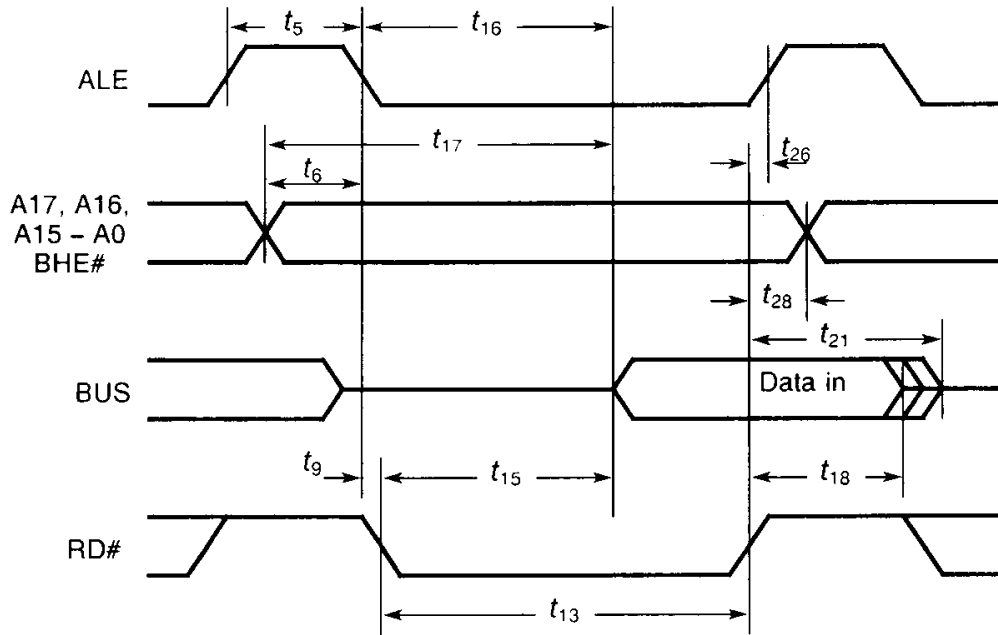 t5
t16
ALE
t17
t26
t6
A17, A16,
A15 – A0
BHE#
t28
t21
BUS
Data in
t9
t15
t18
RD#
t13